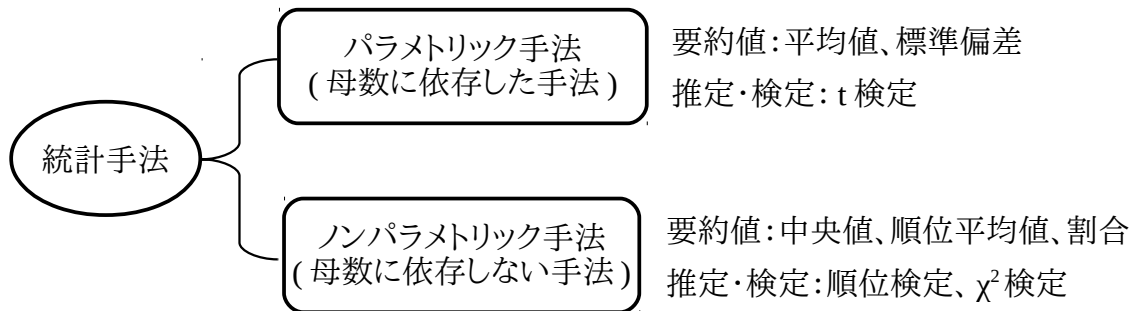 統計手法
パラメトリック手法
(母数に依存した手法)
要約値:平均値、標準偏差
推定・検定: t 検定
ノンパラメトリック手法
(母数に依存しない手法)
要約値:中央値、順位平均値、割合
推定・検定:順位検定、χ²検定